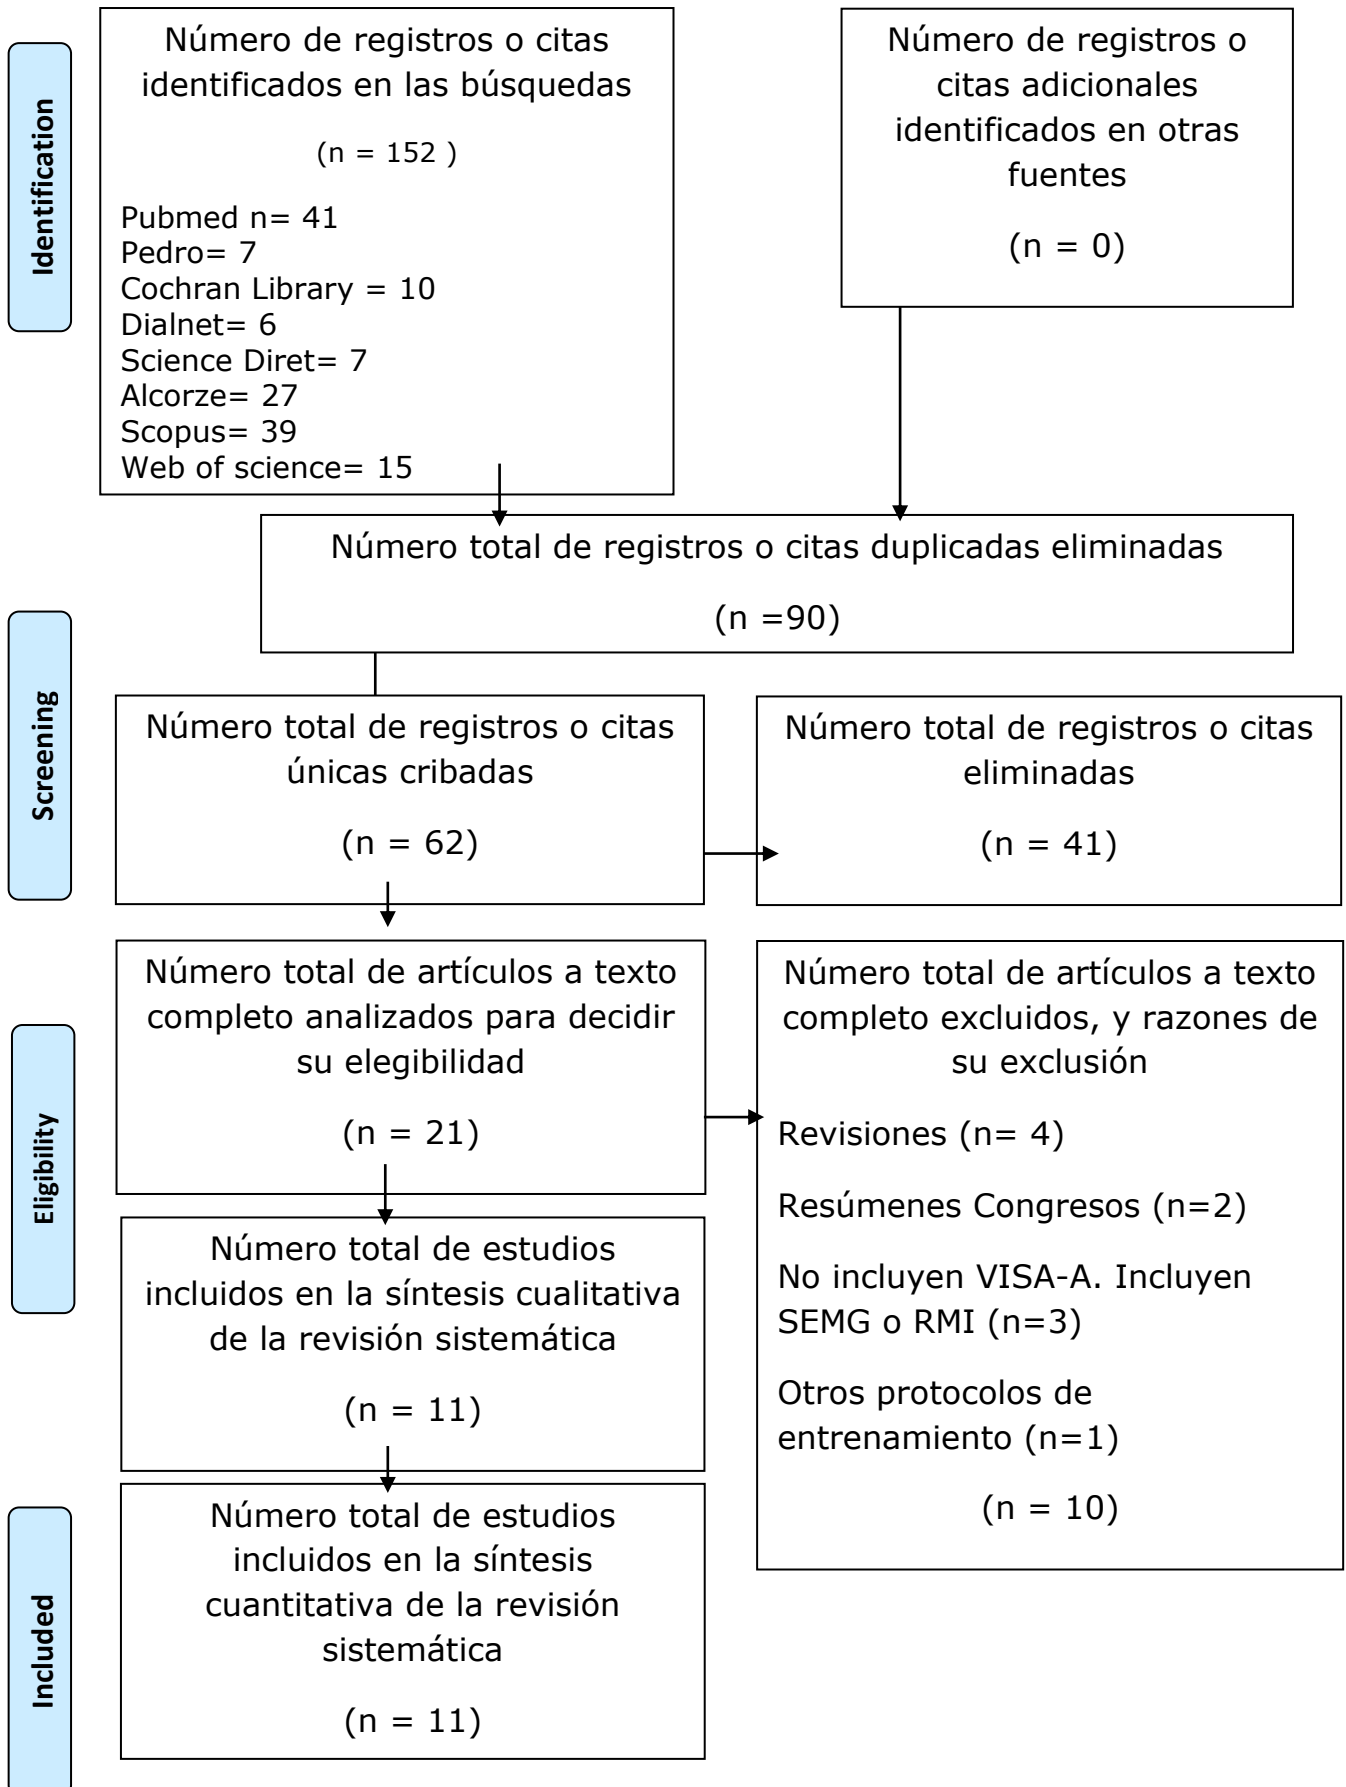 Identification
Número de registros o citas
identificados en las búsquedas
(n = 152 )
Pubmed n= 41
Pedro= 7
Cochran Library = 10
Dialnet= 6
Science Diret= 7
Alcorze= 27
Scopus= 39
Web of science= 15
Número de registros o
citas adicionales
identificados en otras
fuentes
(n = 0)
Número total de registros o citas duplicadas eliminadas
(n =90)
Screening
Número total de registros o citas
únicas cribadas
(n = 62)
Número total de registros o citas
eliminadas
(n = 41)
Eligibility
Número total de artículos a texto
completo analizados para decidir
su elegibilidad
(n = 21)
Número total de artículos a texto
completo excluidos, y razones de
su exclusión
Revisiones (n= 4)
Resúmenes Congresos (n=2)
No incluyen VISA-A. Incluyen
SEMG o RMI (n=3)
Otros protocolos de
entrenamiento (n=1)
(n = 10)
Número total de estudios
incluidos en la síntesis cualitativa
de la revisión sistemática
(n = 11)
Included
Número total de estudios
incluidos en la síntesis
cuantitativa de la revisión
sistemática
(n = 11)